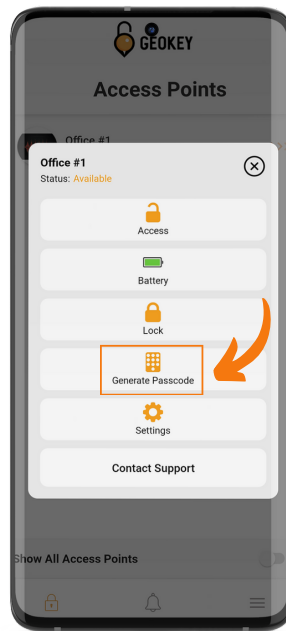 GEOKEY
Access Points
Office #1
Office #1
Status: Available
Access
Battery
Lock
Generate Passcode
Settings
Contact Support
Show All Access Points